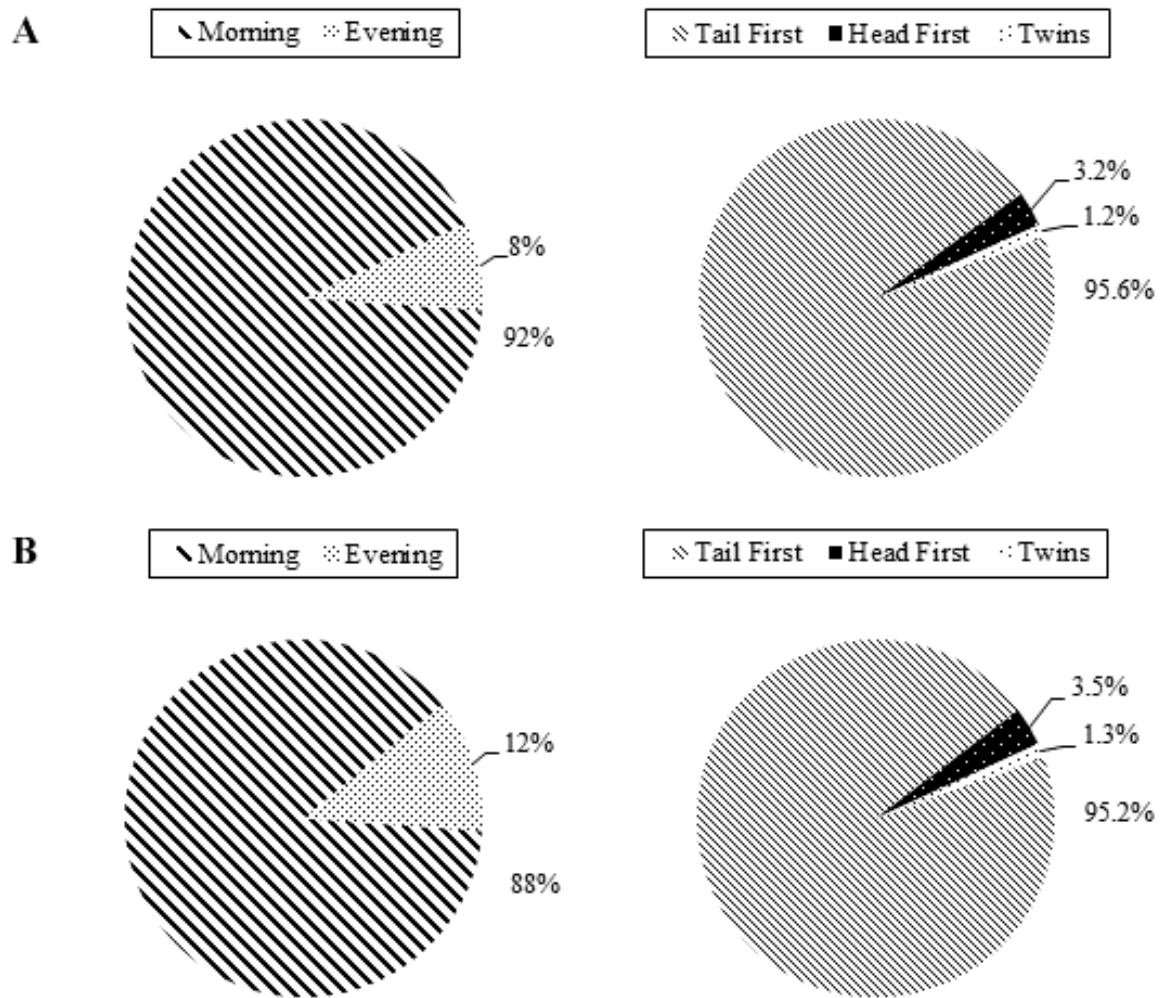 A
Morning Evening
Tail First Head First Twins
8%
92%
3.2%
1.2%
95.6%
B
Morning Evening
Tail First Head First Twins
12%
88%
3.5%
1.3%
95.2%